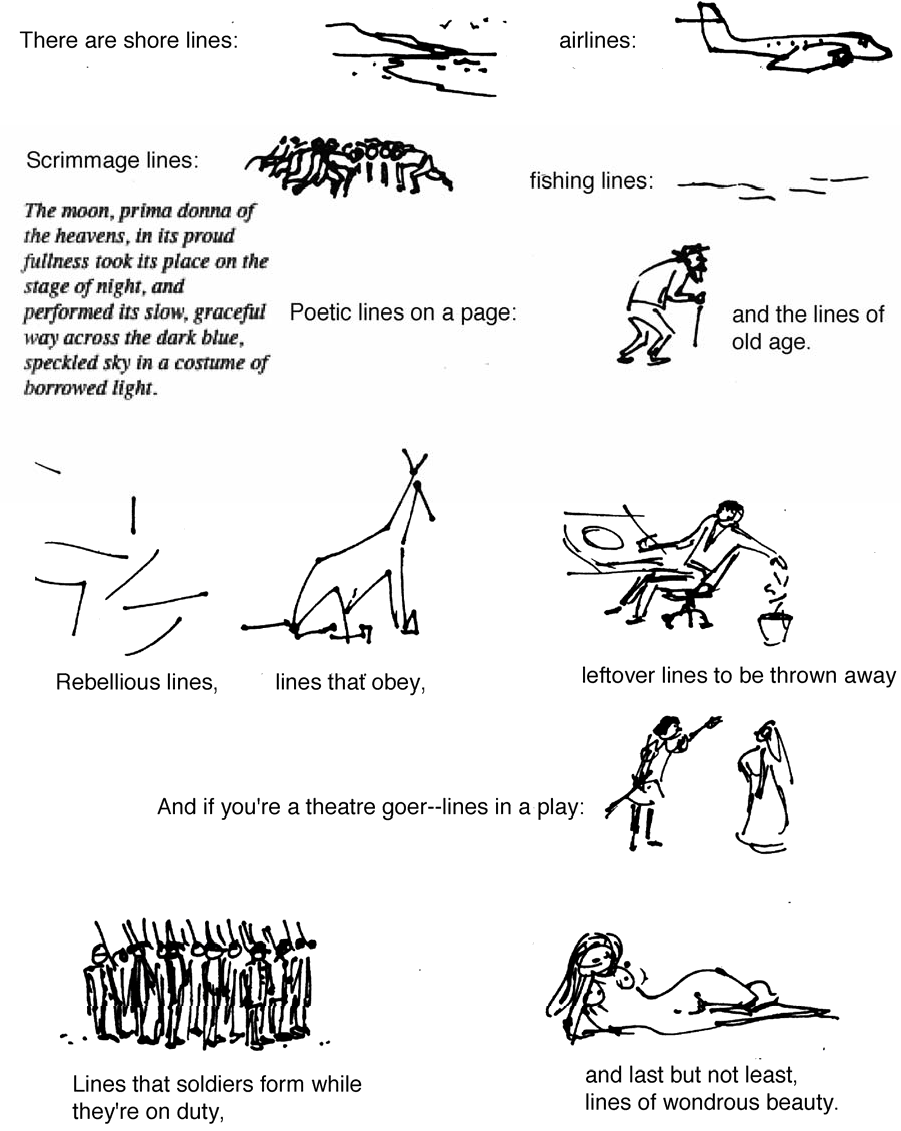 There are shore lines:
airlines:
Scrimmage lines:
fishing lines:
The moon, prima donna of
the heavens, in its proud
fullness took its place on the
stage of night, and
performed its slow, graceful
way across the dark blue,
speckled sky in a costume of
borrowed light.
Poetic lines on a page:
and the lines of
old age.
Rebellious lines,
lines that obey,
leftover lines to be thrown away
And if you're a theatre goer--lines in a play:
Lines that soldiers form while
they're on duty,
and last but not least,
lines of wondrous beauty.